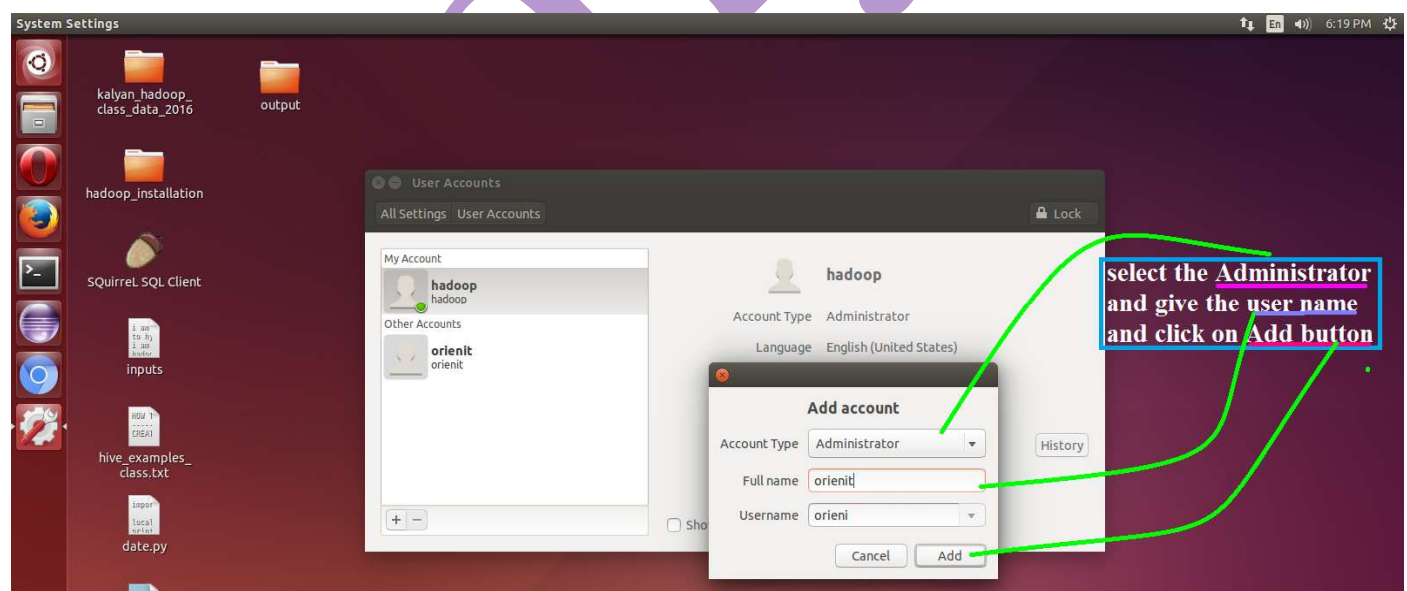 System Settings
En
6:19 PM
kalyan_hadoop_
class_data_2016
output
hadoop_installation
SQuirreL SQL Client
inputs
hive_examples_
class.txt
date.py
User Accounts
All Settings
User Accounts
Lock
My Account
hadoop
hadoop
Other Accounts
orienit
orienit
hadoop
Account Type
Administrator
Language
English (United States)
History
Sho
Add account
Account Type
Administrator
Full name
orienit
Username
orieni
Cancel
Add
select the Administrator
and give the user name
and click on Add button